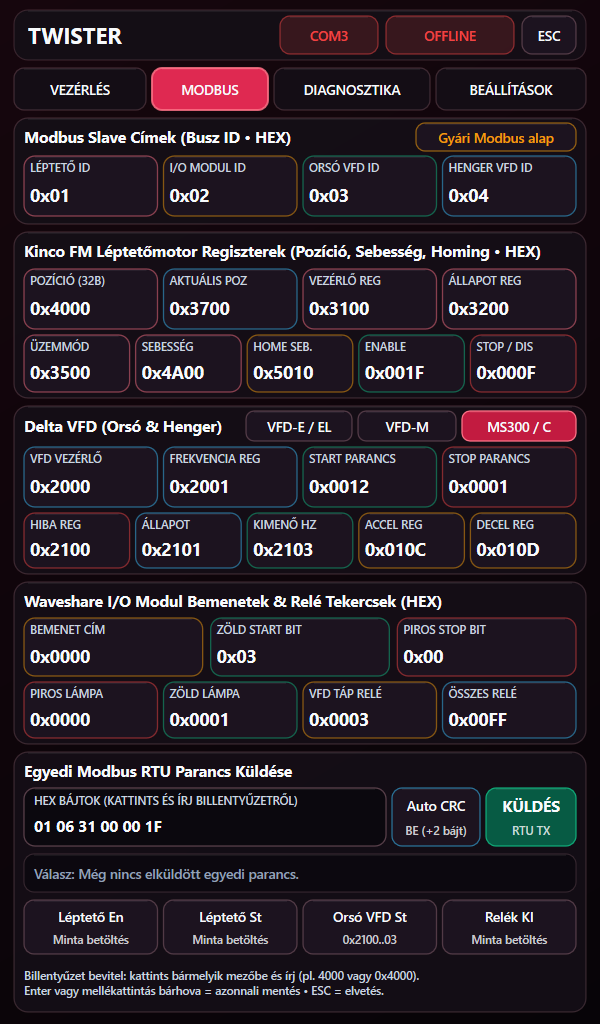 TWISTER COM3 OFFLINE ESC
VEZÉRLÉS MODBUS DIAGNOSZTIKA BEÁLLÍTÁSOK
Modbus Slave Címek (Busz ID • HEX) Gyári Modbus alap
LÉPTETŐ ID I/O MODUL ID ORSÓ VFD ID HENGER VFD ID
0x01 0x02 0x03 0x04
Kinco FM Léptetőmotor Regiszterek (Pozíció, Sebesség, Homing • HEX)
POZÍCIÓ (32B) AKTUÁLIS POZ VEZÉRLŐ REG ÁLLAPOT REG
0x4000 0x3700 0x3100 0x3200
ÜZEMMÓD SEBESSÉG HOME SEB. ENABLE STOP / DIS
0x3500 0x4A00 0x5010 0x001F 0x000F
Delta VFD (Orsó & Henger) VFD-E / EL VFD-M MS300 / C
VFD VEZÉRLŐ FREKVENCIA REG START PARANCS STOP PARANCS
0x2000 0x2001 0x0012 0x0001
HIBA REG ÁLLAPOT KIMENŐ HZ ACCEL REG DECEL REG
0x2100 0x2101 0x2103 0x010C 0x010D
Waveshare I/O Modul Bemenetek & Relé Tekercsek (HEX)
BEMENET CÍM ZÖLD START BIT PIROS STOP BIT
0x0000 0x03 0x00
PIROS LÁMPA ZÖLD LÁMPA VFD TÁP RELÉ ÖSSZES RELÉ
0x0000 0x0001 0x0003 0x00FF
Egyedi Modbus RTU Parancs Küldése
HEX BÁJTOK (KATTINTS ÉS ÍRJ BILLENTYŰZETRŐL) Auto CRC KÜLDÉS
01 06 31 00 00 1F BE (+2 bájt) RTU TX
Válasz: Még nincs elküldött egyedi parancs.
Léptető En Léptető St Orsó VFD St Relék KI
Minta betöltés Minta betöltés 0x2100..03 Minta betöltés
Billentyűzet bevitel: kattints bármelyik mezőbe és írj (pl. 4000 vagy 0x4000).
Enter vagy mellékattintás bárhova = azonnali mentés • ESC = elvetés.